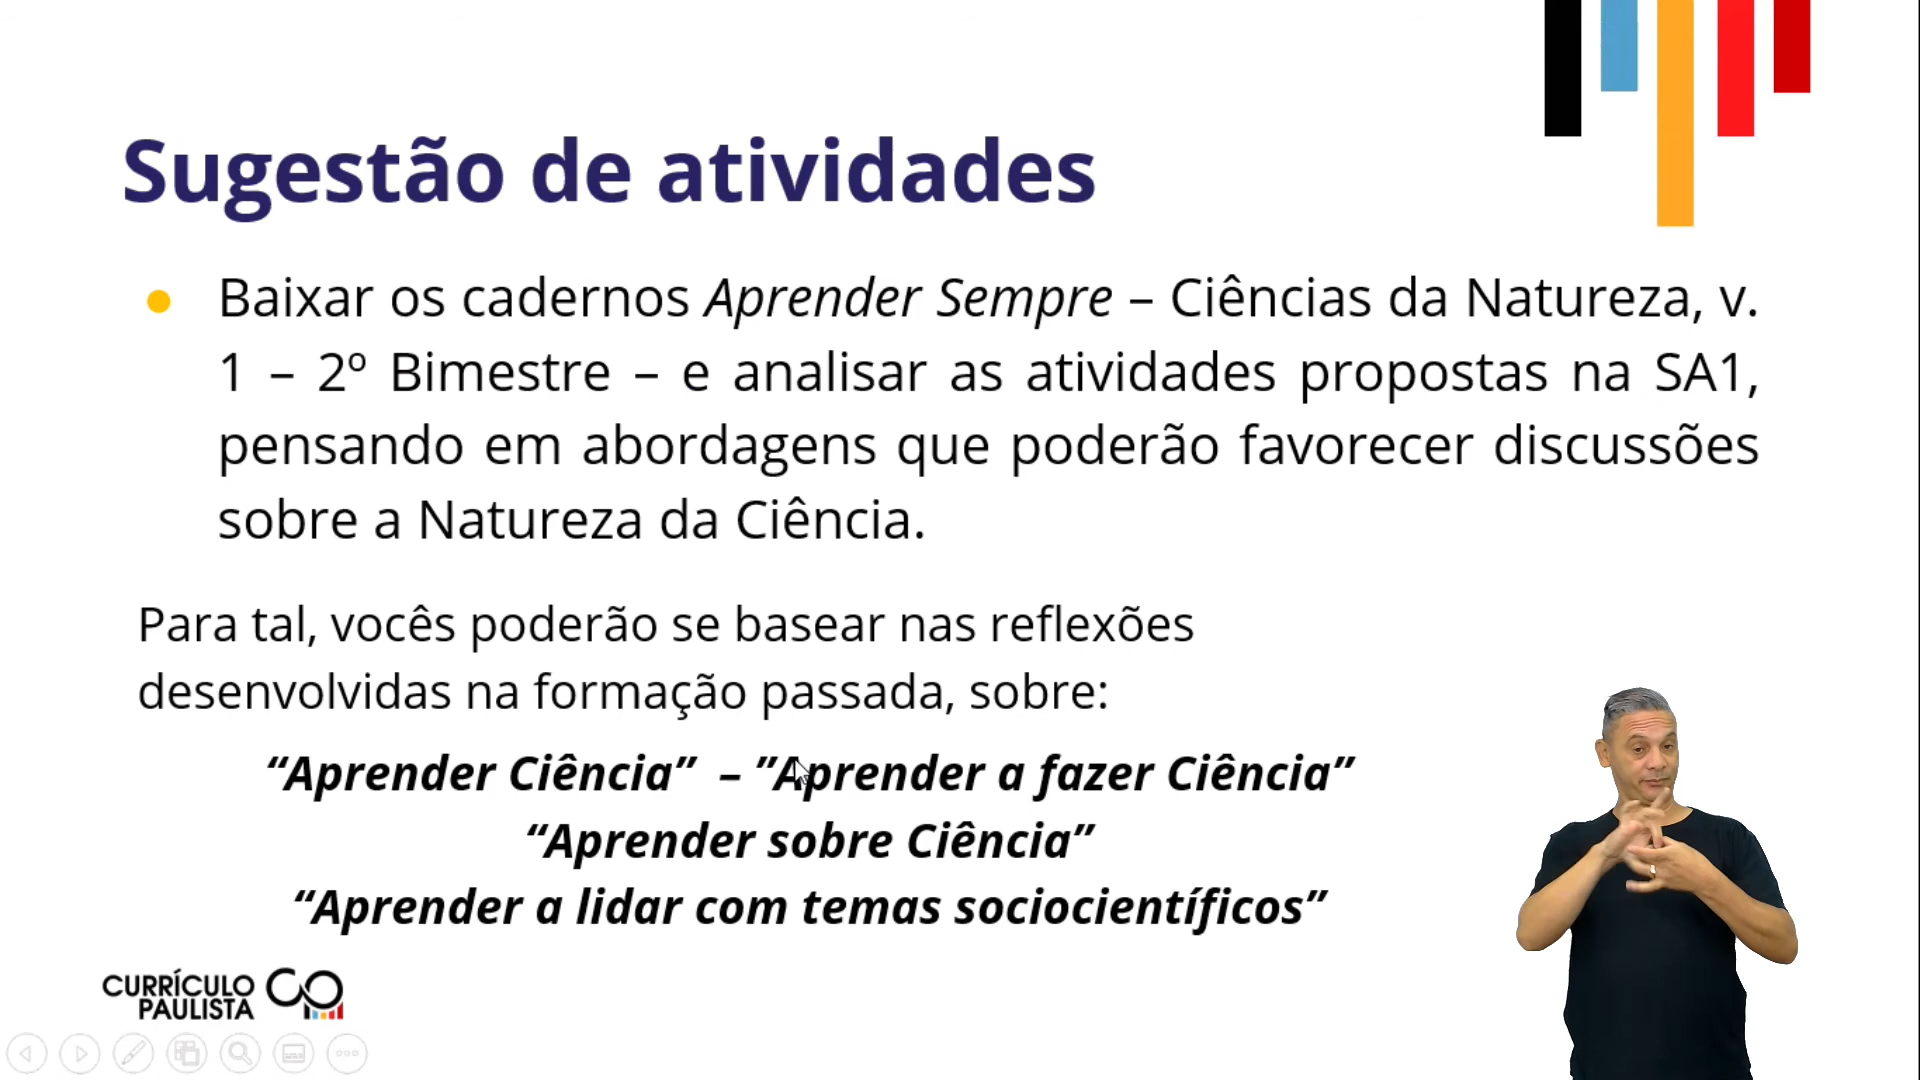 Sugestão de atividades
Baixar os cadernos Aprender Sempre – Ciências da Natureza, v.
1 – 2º Bimestre – e analisar as atividades propostas na SA1,
pensando em abordagens que poderão favorecer discussões
sobre a Natureza da Ciência.
Para tal, vocês poderão se basear nas reflexões
desenvolvidas na formação passada, sobre:
“Aprender Ciência” – ”Aprender a fazer Ciência”
“Aprender sobre Ciência”
“Aprender a lidar com temas sociocientíficos”
CURRÍCULO
PAULISTA